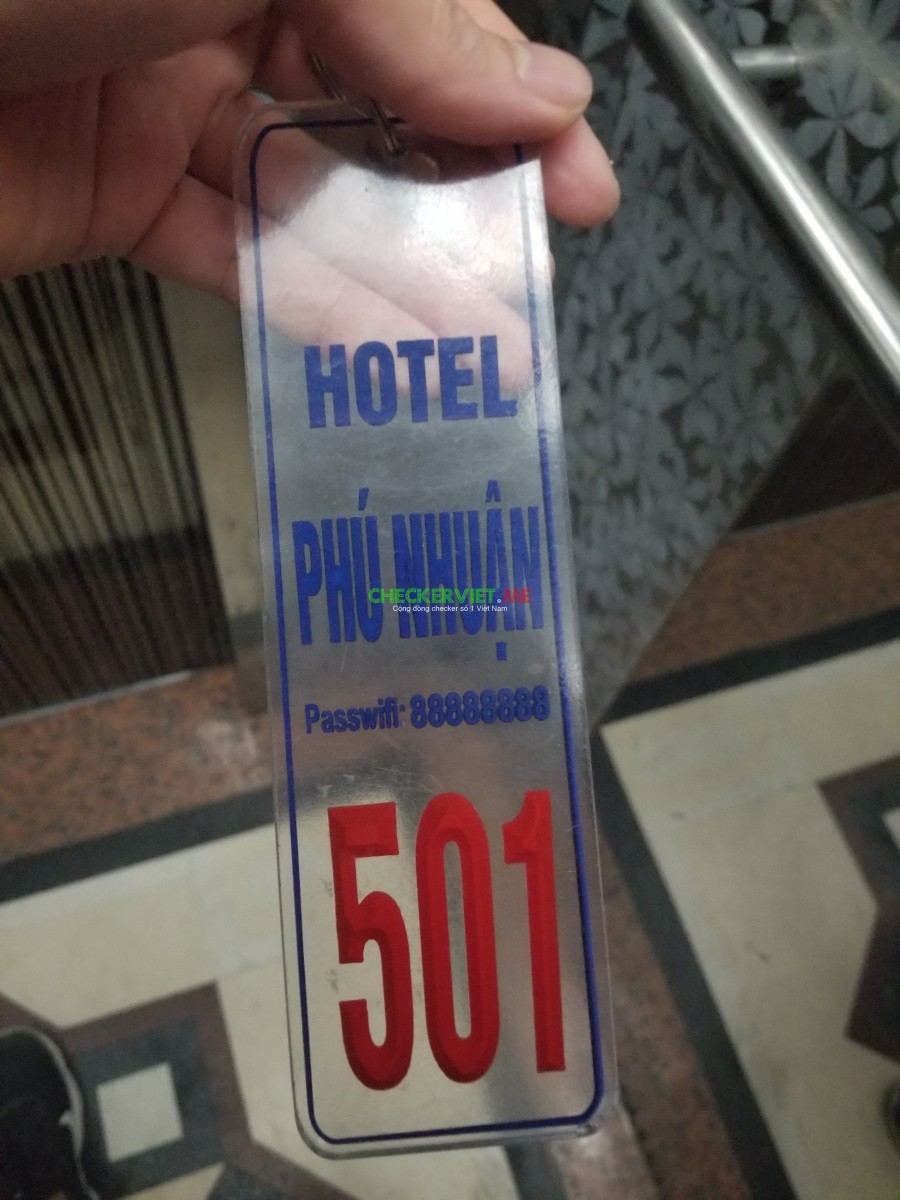 HOTEL
PHÚ NHUẬN
CHECKERVIET.ME
Cộng đồng checker số 1 Việt Nam
Passwifi: 88888888
501